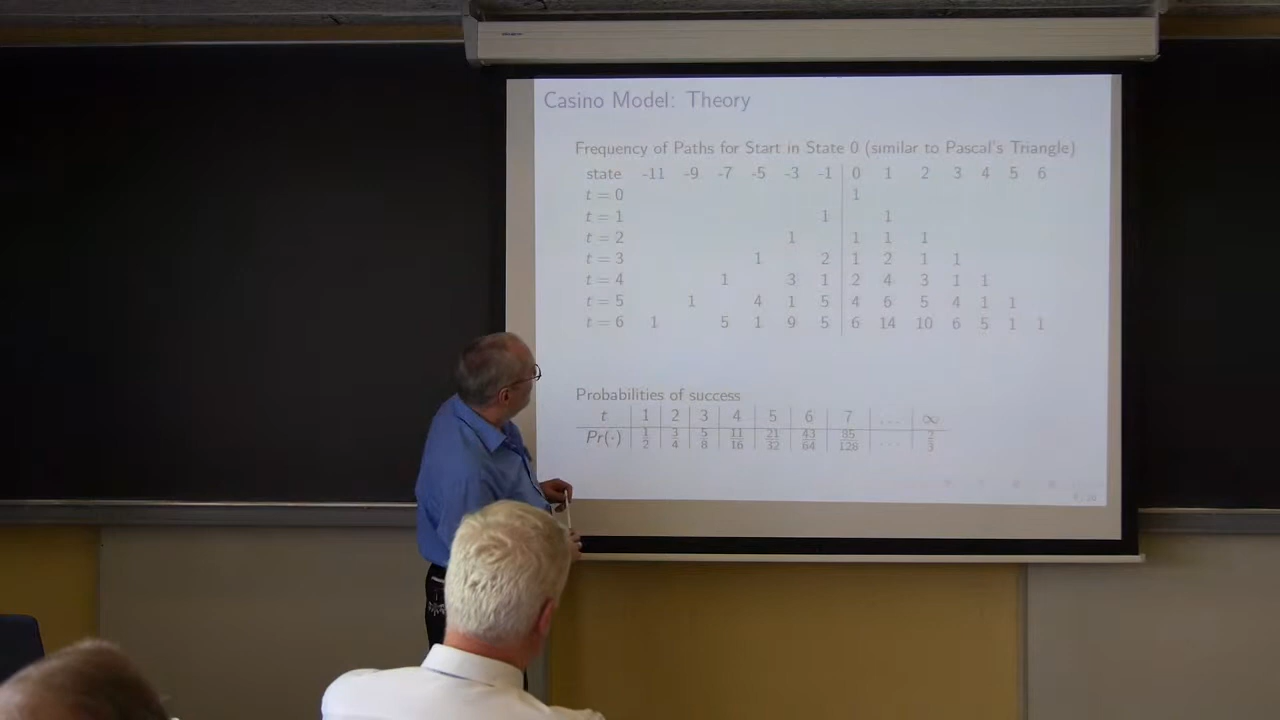 Casino Model: Theory
Frequency of Paths for Start in State 0 (similar to Pascal's Triangle)
state -11 -9 -7 -5 -3 -1 0 1 2 3 4 5 6
t = 0 1
t = 1 1 1
t = 2 1 1 1 1
t = 3 1 2 1 2 1 1
t = 4 1 3 1 2 4 3 1 1
t = 5 1 4 1 5 4 6 5 4 1 1
t = 6 1 5 1 9 5 6 14 10 6 5 1 1
Probabilities of success
t 1 2 3 4 5 6 7 ... ∞
Pr(·) 1/2 3/4 5/8 11/16 21/32 43/64 85/128 ... 2/3